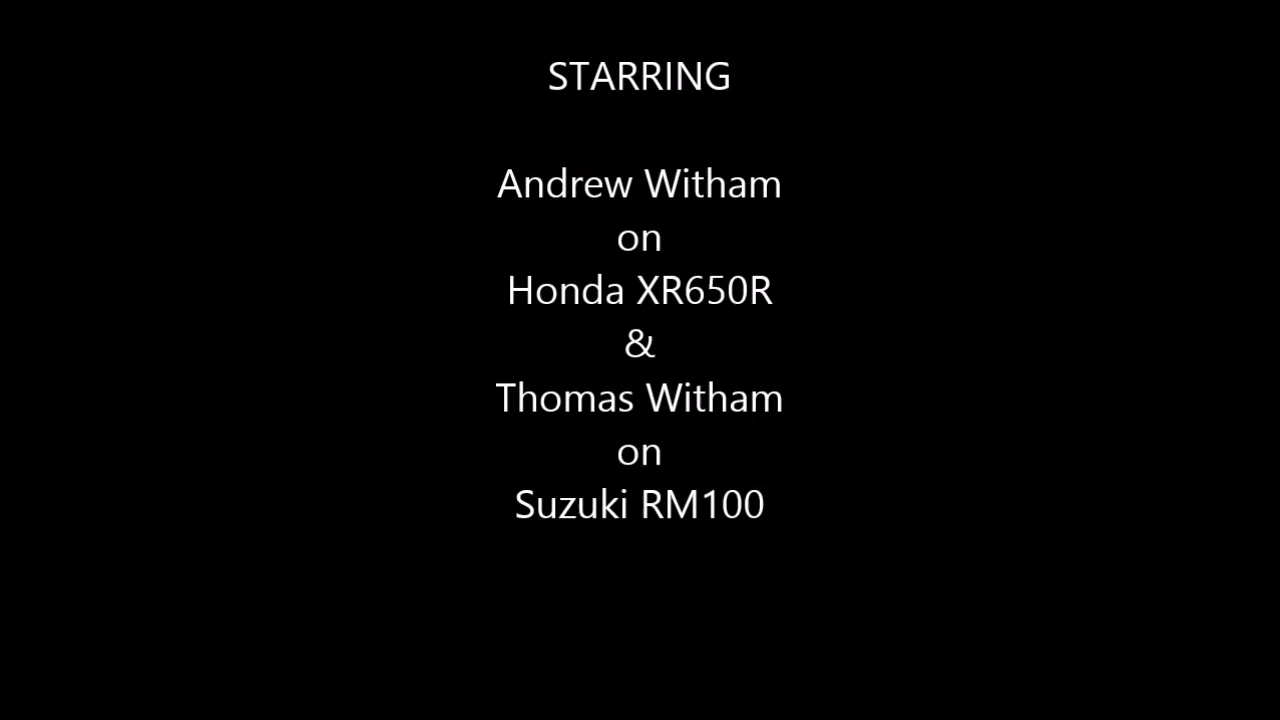 STARRING
Andrew Witham
on
Honda XR650R
&
Thomas Witham
on
Suzuki RM100